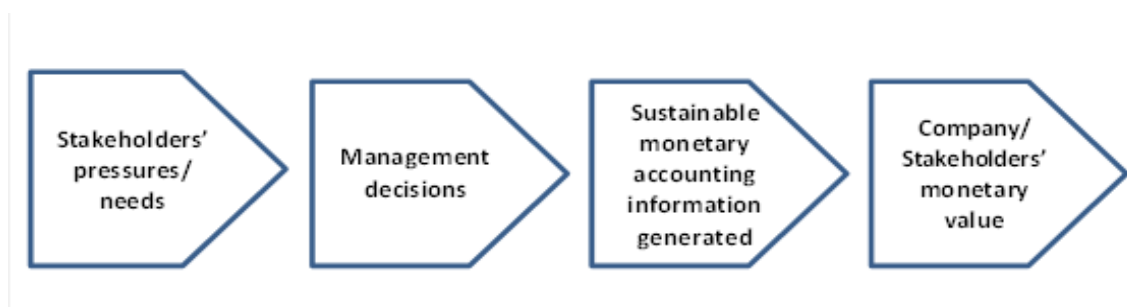 Stakeholders'
pressures/
needs
Management
decisions
Sustainable
monetary
accounting
information
generated
Company/
Stakeholders'
monetary
value